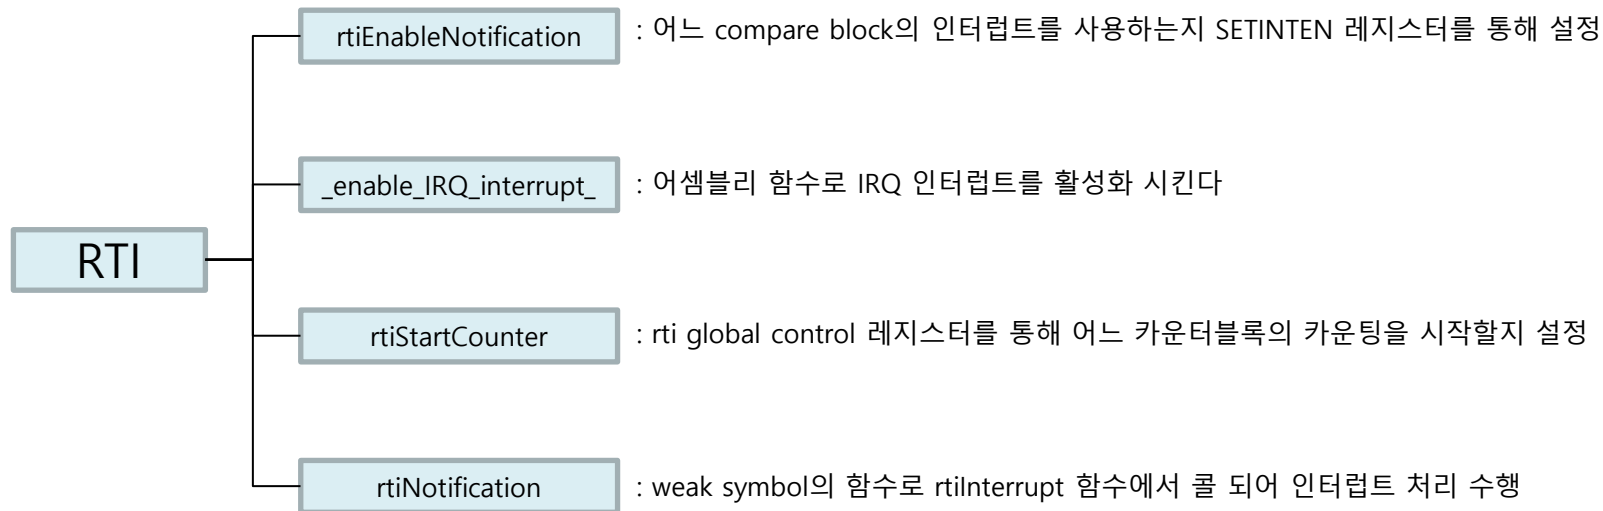 rtiEnableNotification : 어느 compare block의 인터럽트를 사용하는지 SETINTEN 레지스터를 통해 설정
_enable_IRQ_interrupt_ : 어셈블리 함수로 IRQ 인터럽트를 활성화 시킨다
RTI
rtiStartCounter : rti global control 레지스터를 통해 어느 카운터블록의 카운팅을 시작할지 설정
rtiNotification : weak symbol의 함수로 rtiInterrupt 함수에서 콜 되어 인터럽트 처리 수행